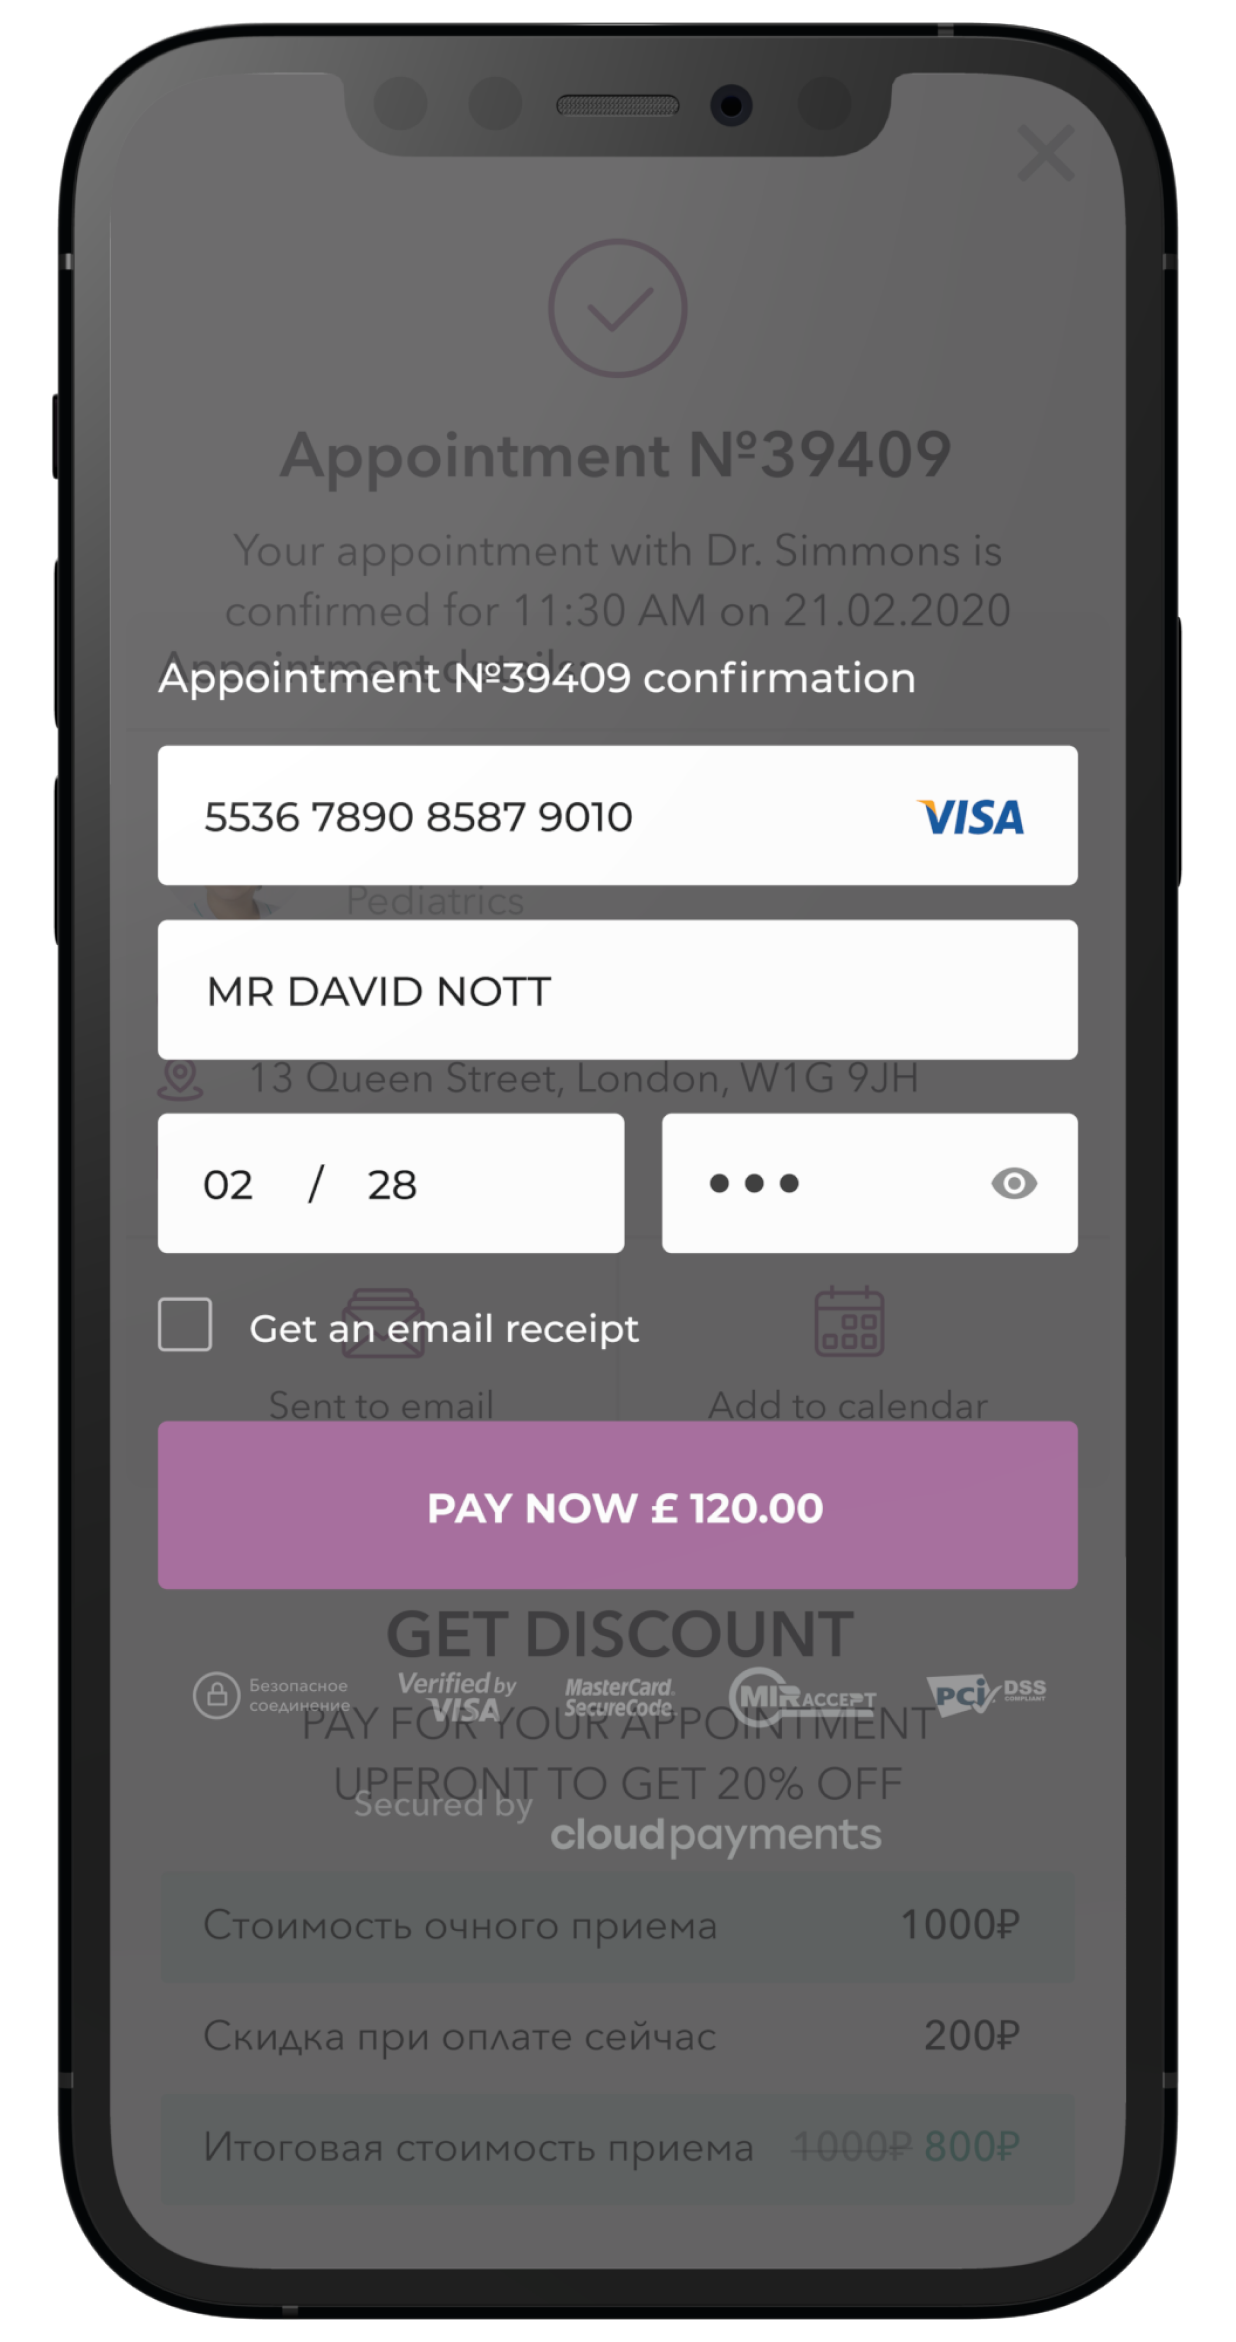 Appointment №39409
Your appointment with Dr. Simmons is
confirmed for 11:30 AM on 21.02.2020
Appointment details:
Appointment №39409 confirmation
5536 7890 8587 9010 VISA
Pediatrics
MR DAVID NOTT
13 Queen Street, London, W1G 9JH
02 / 28
Get an email receipt
Sent to email Add to calendar
PAY NOW £ 120.00
GET DISCOUNT
Безопасное
соединение
Verified by
VISA
MasterCard.
SecureCode.
MIR ACCEPT
PCI DSS
COMPLIANT
PAY FOR YOUR APPOINTMENT
UPFRONT TO GET 20% OFF
Secured by
cloudpayments
Стоимость очного приема 1000₽
Скидка при оплате сейчас 200₽
Итоговая стоимость приема 1000₽ 800₽